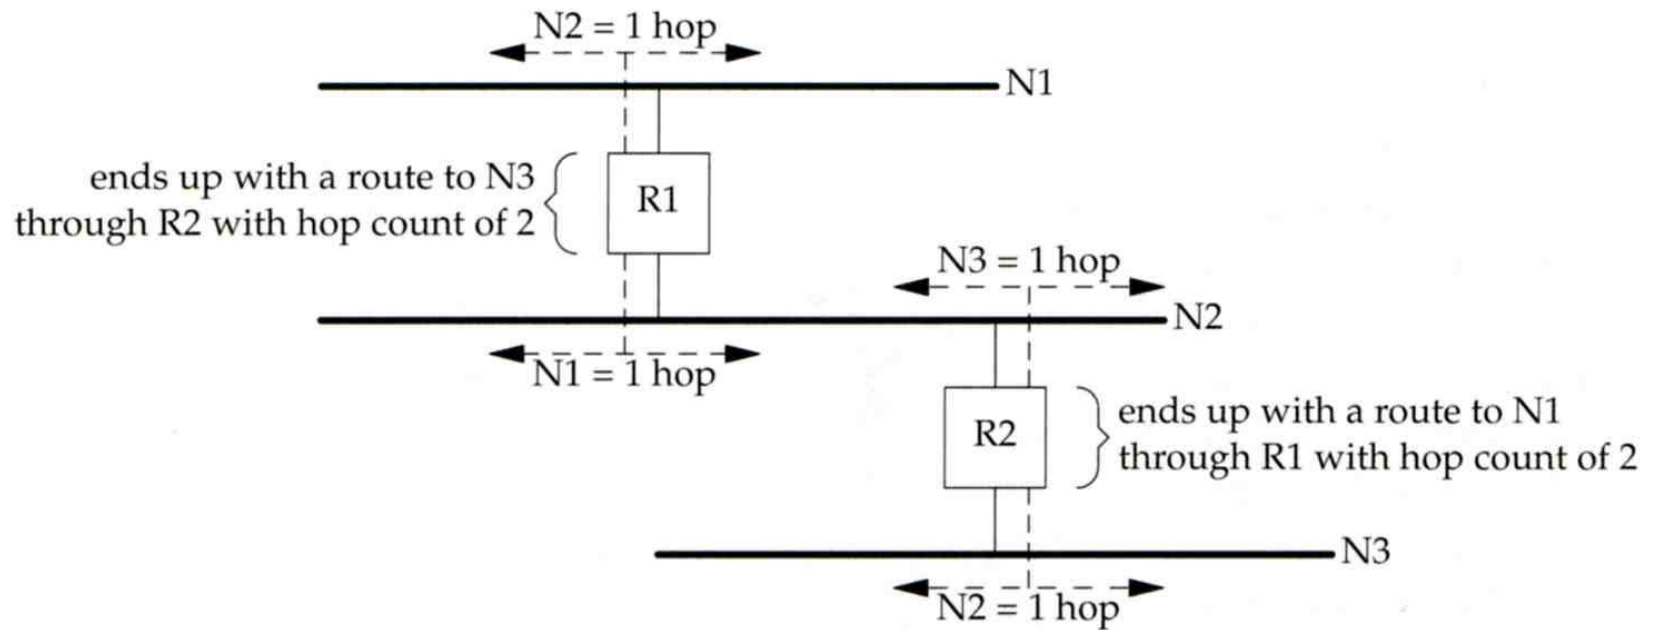 N2 = 1 hop
N1
ends up with a route to N3
through R2 with hop count of 2
R1
N3 = 1 hop
N2
N1 = 1 hop
R2
ends up with a route to N1
through R1 with hop count of 2
N3
N2 = 1 hop